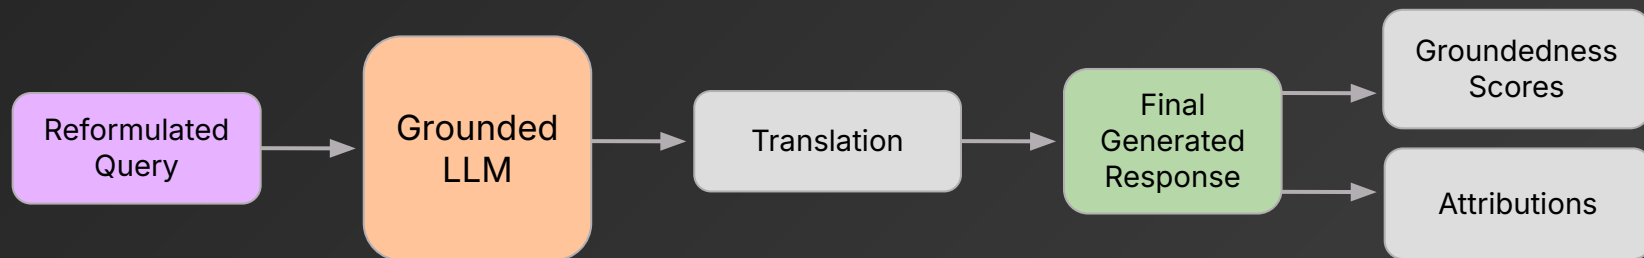 Reformulated
Query
Grounded
LLM
Translation
Final
Generated
Response
Groundedness
Scores
Attributions